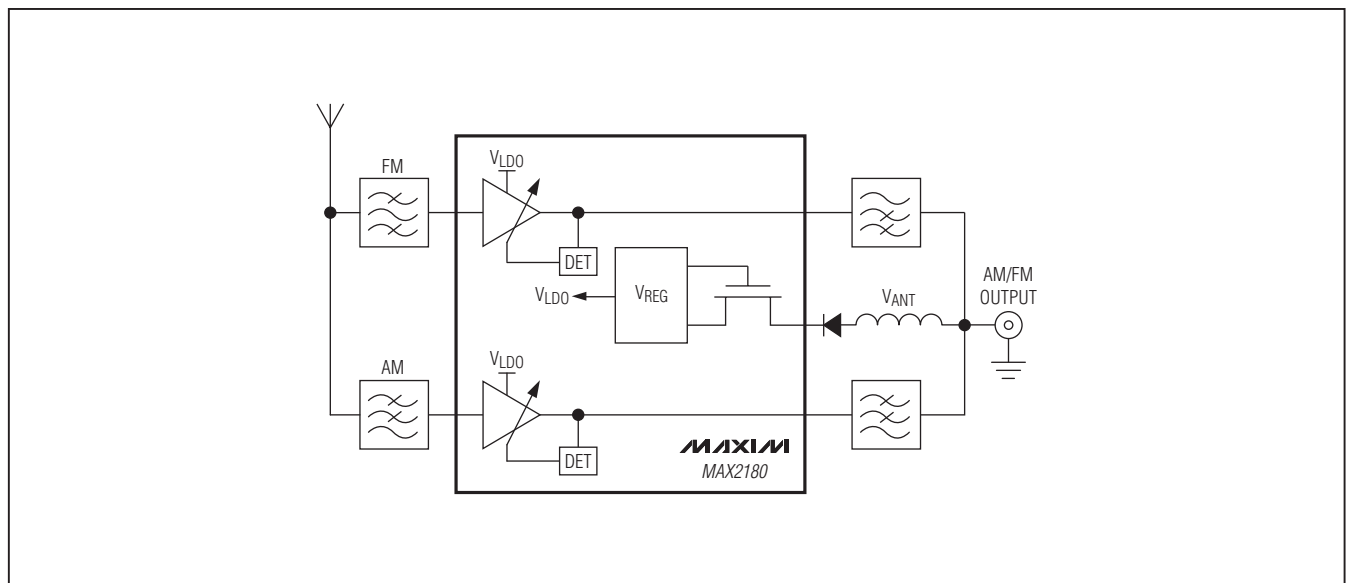 FM
VLDO
DET
VLDO
VREG
VANT
AM/FM
OUTPUT
AM
VLDO
DET
MAXIM
MAX2180